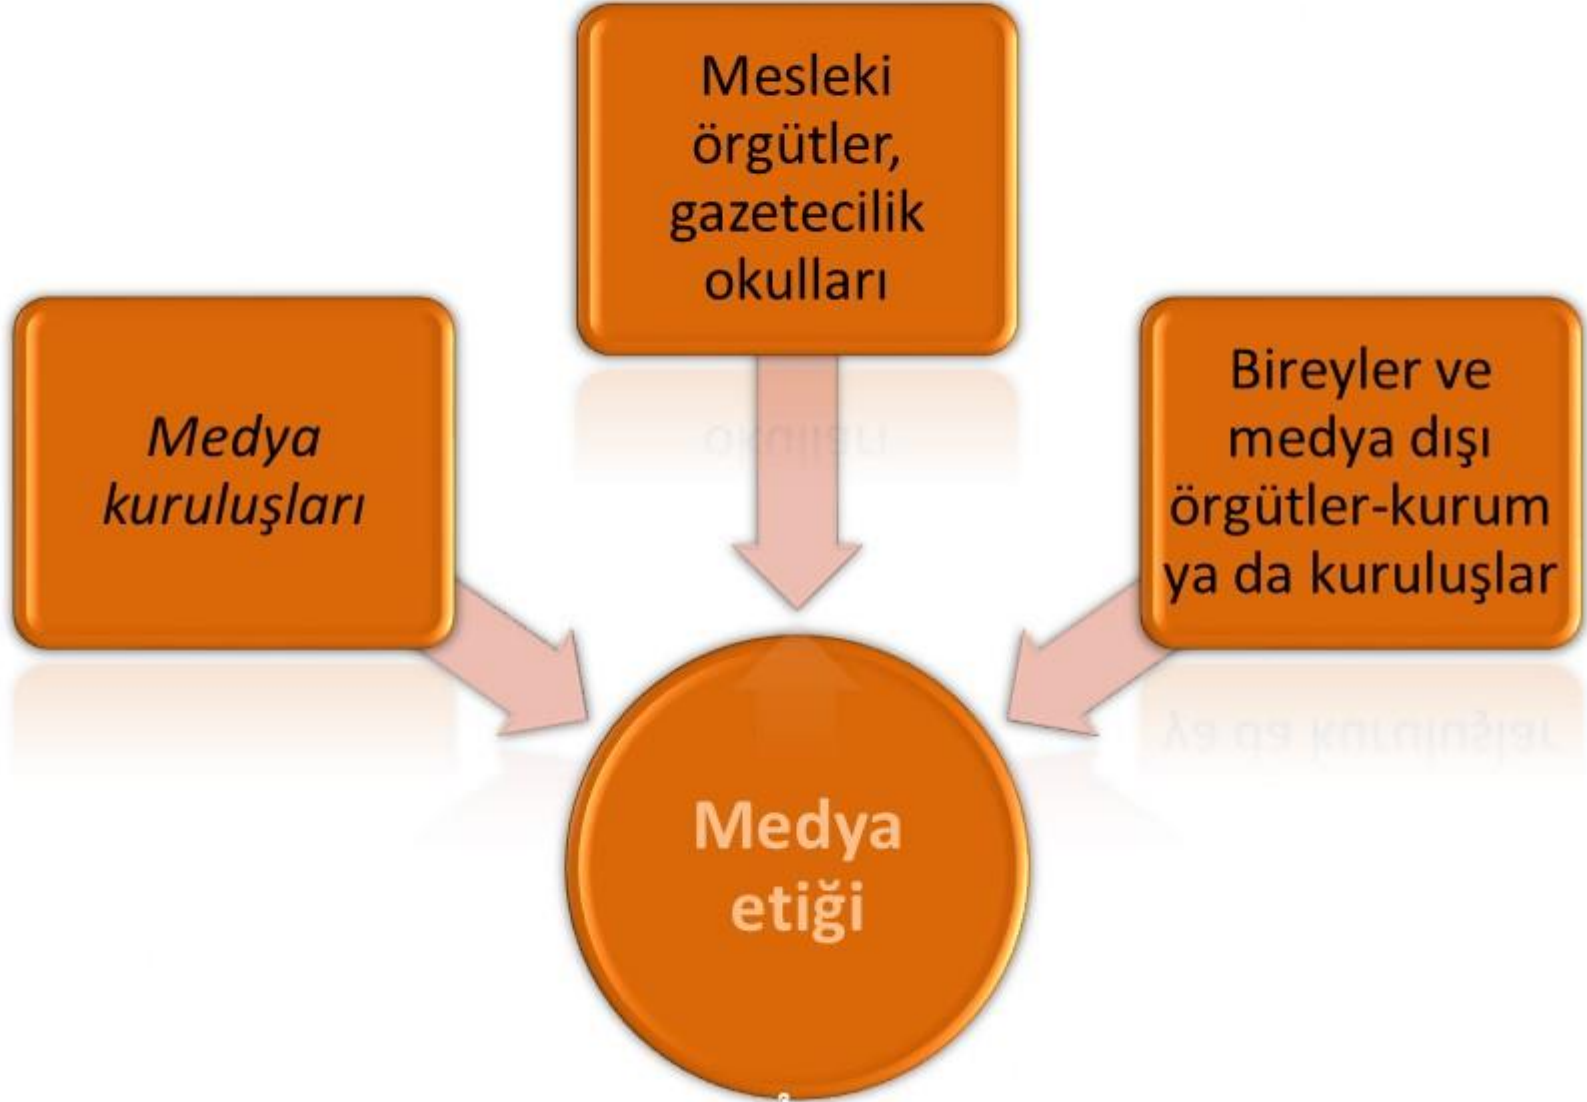 Mesleki
örgütler,
gazetecilik
okulları
Medya
kuruluşları
Bireyler ve
medya dışı
örgütler-kurum
ya da kuruluşlar
Medya
etiği